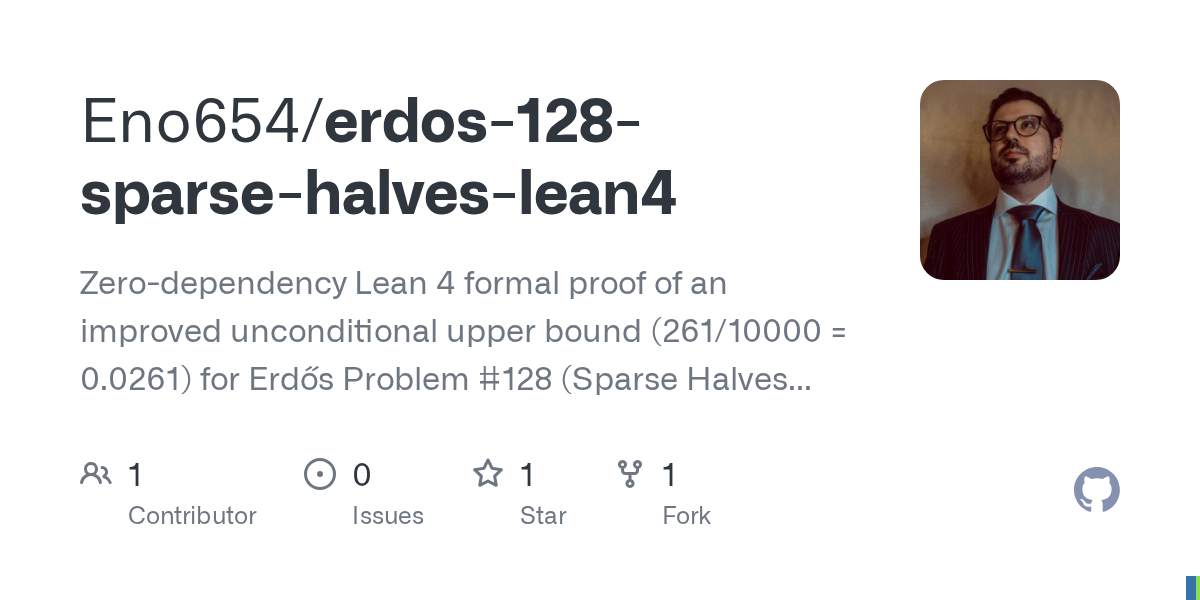 Eno654/erdos-128-
sparse-halves-lean4
Zero-dependency Lean 4 formal proof of an
improved unconditional upper bound (261/10000 =
0.0261) for Erdős Problem #128 (Sparse Halves...
1 0 1 1
Contributor Issues Star Fork